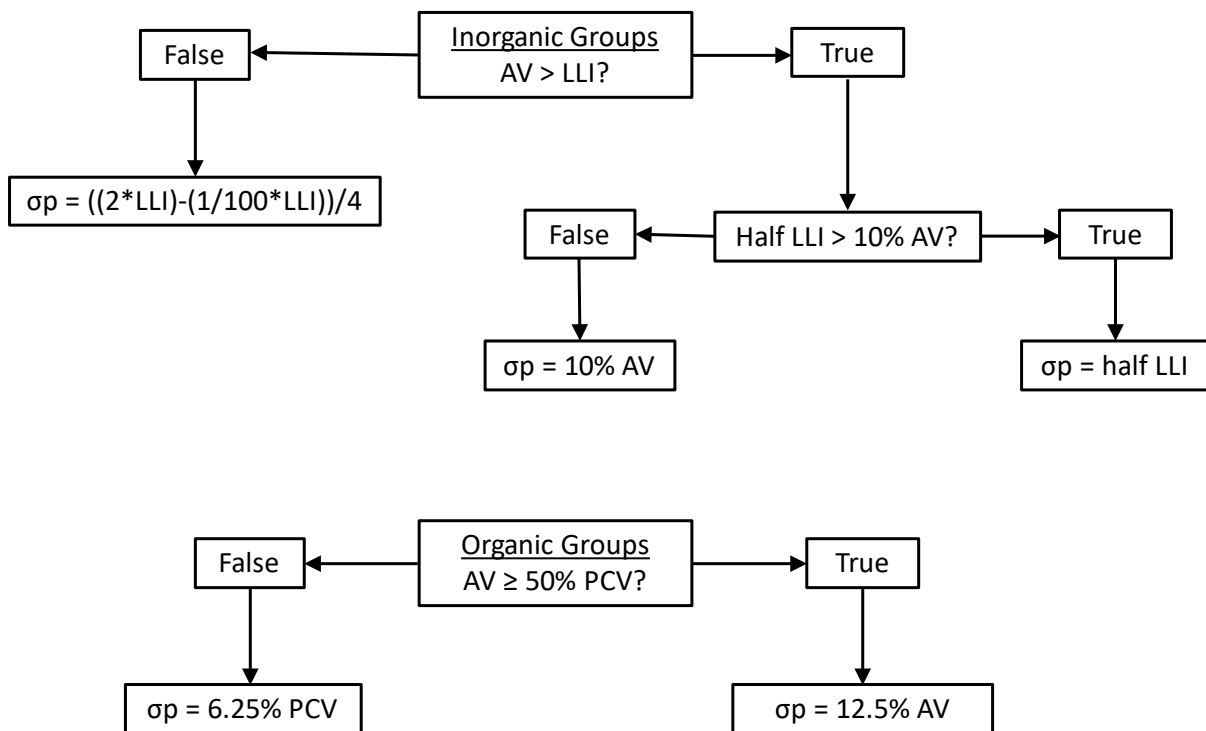 Inorganic Groups
AV > LLI?
False
True
σp = ((2*LLI)-(1/100*LLI))/4
False
Half LLI > 10% AV?
True
σp = 10% AV
σp = half LLI
Organic Groups
AV ≥ 50% PCV?
False
True
σp = 6.25% PCV
σp = 12.5% AV